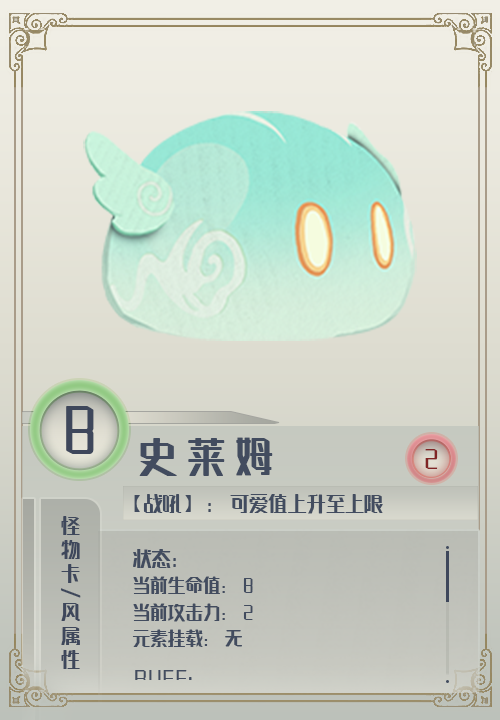 8
史莱姆
2
【战吼】：可爱值上升至上限
怪物卡/风属性
状态:
当前生命值: 8
当前攻击力: 2
元素挂载: 无
BUFF: